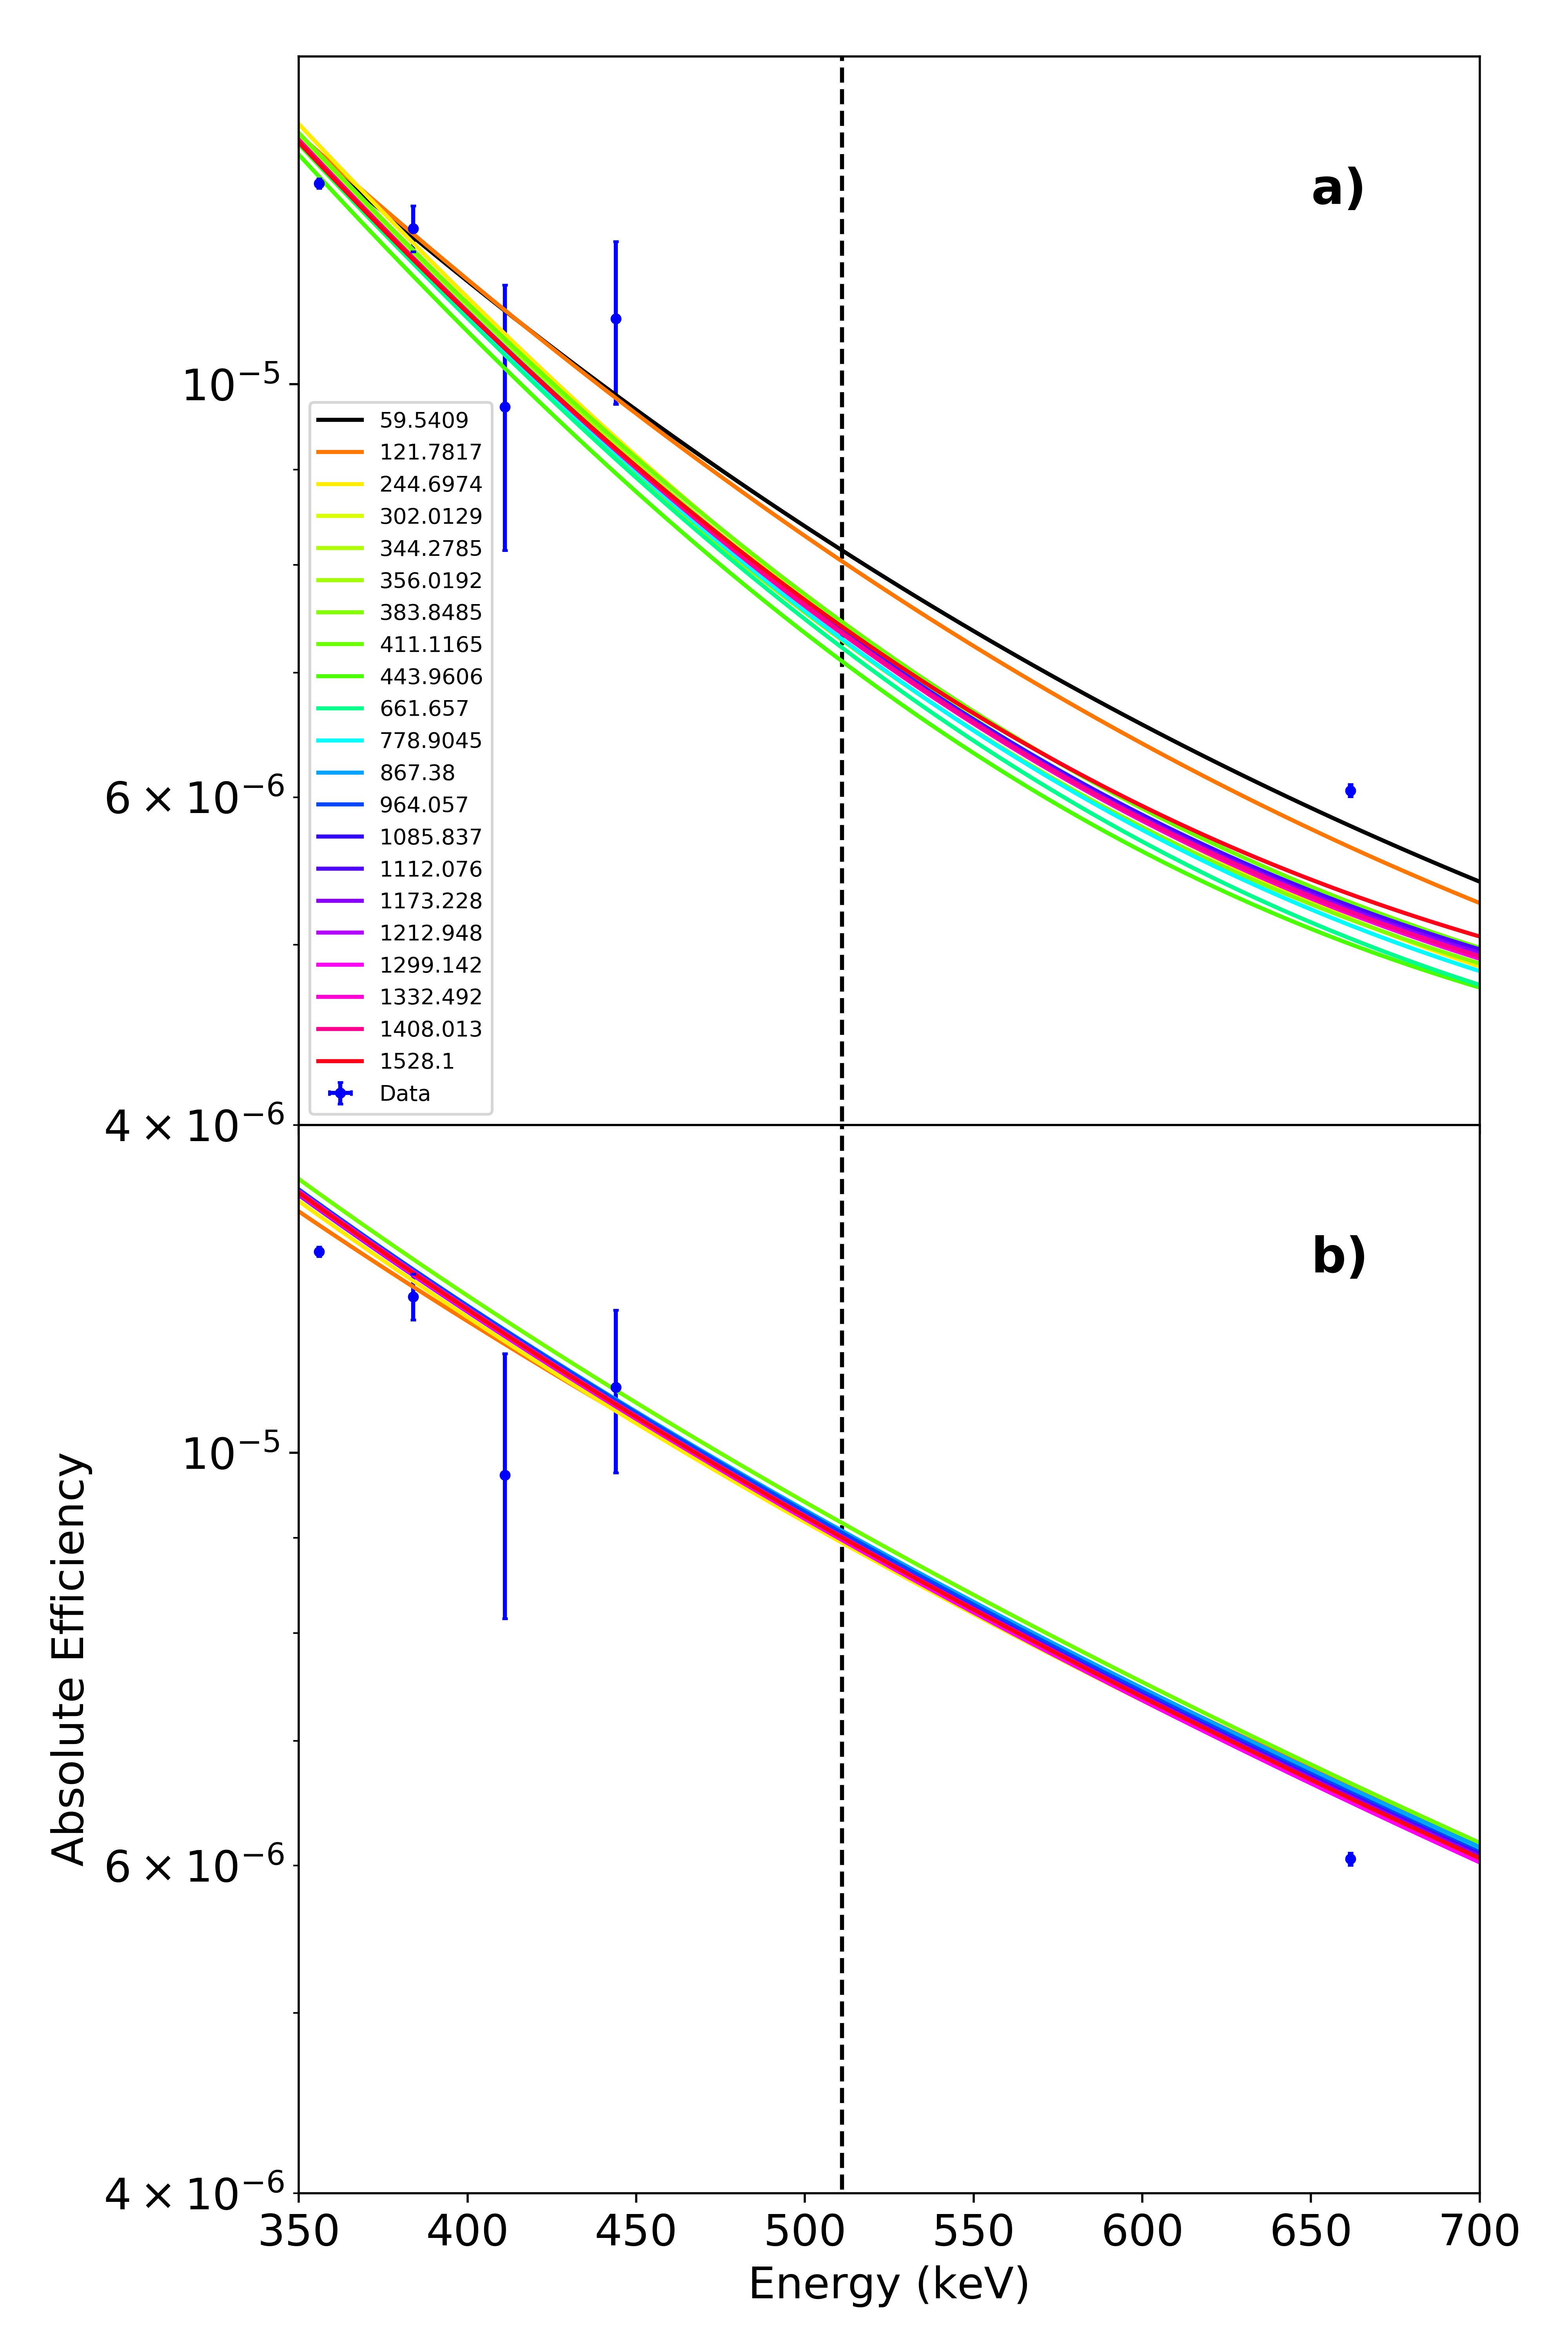 a)
10⁻⁵
6 × 10⁻⁶
4 × 10⁻⁶
59.5409
121.7817
244.6974
302.0129
344.2785
356.0192
383.8485
411.1165
443.9606
661.657
778.9045
867.38
964.057
1085.837
1112.076
1173.228
1212.948
1299.142
1332.492
1408.013
1528.1
Data
b)
10⁻⁵
6 × 10⁻⁶
4 × 10⁻⁶
Absolute Efficiency
350 400 450 500 550 600 650 700
Energy (keV)